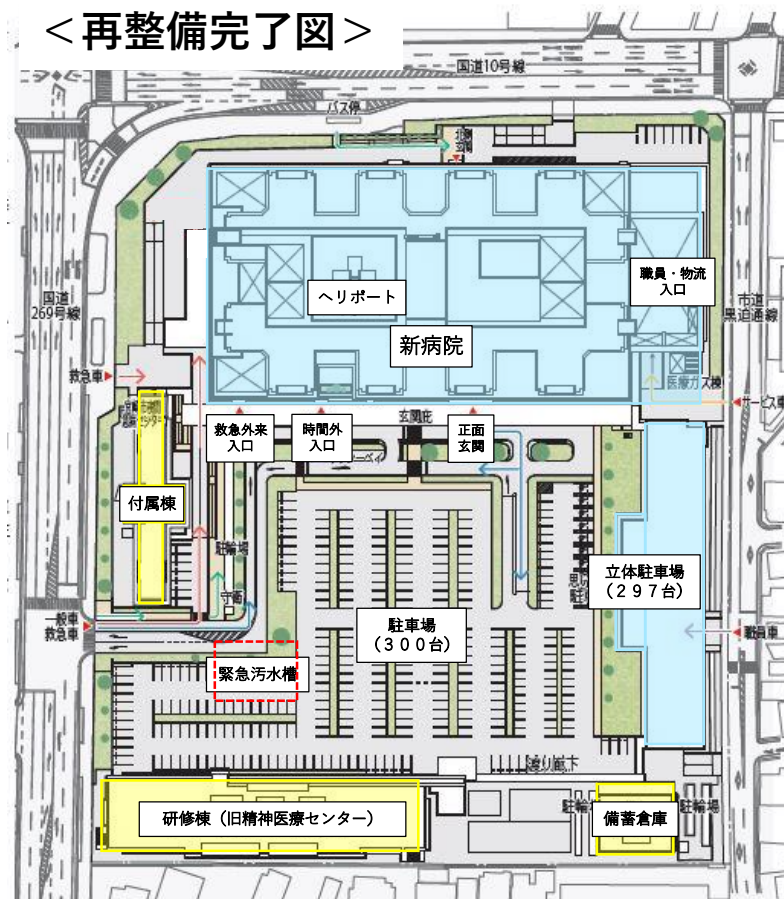 ＜再整備完了図＞
国道10号線
バス停
北側
玄関
国道
269号線
ヘリポート
職員・物流
入口
新病院
市道
黒迫通線
救急車
医療ガス棟
サービス車
救急外来
入口
時間外
入口
玄関庇
正面
玄関
付属棟
駐輪場
守衛
立体駐車場
（２９７台）
駐車場
（３００台）
一般車
救急車
職員車
緊急汚水槽
渡り廊下
研修棟（旧精神医療センター）
駐輪
備蓄倉庫
駐輪場